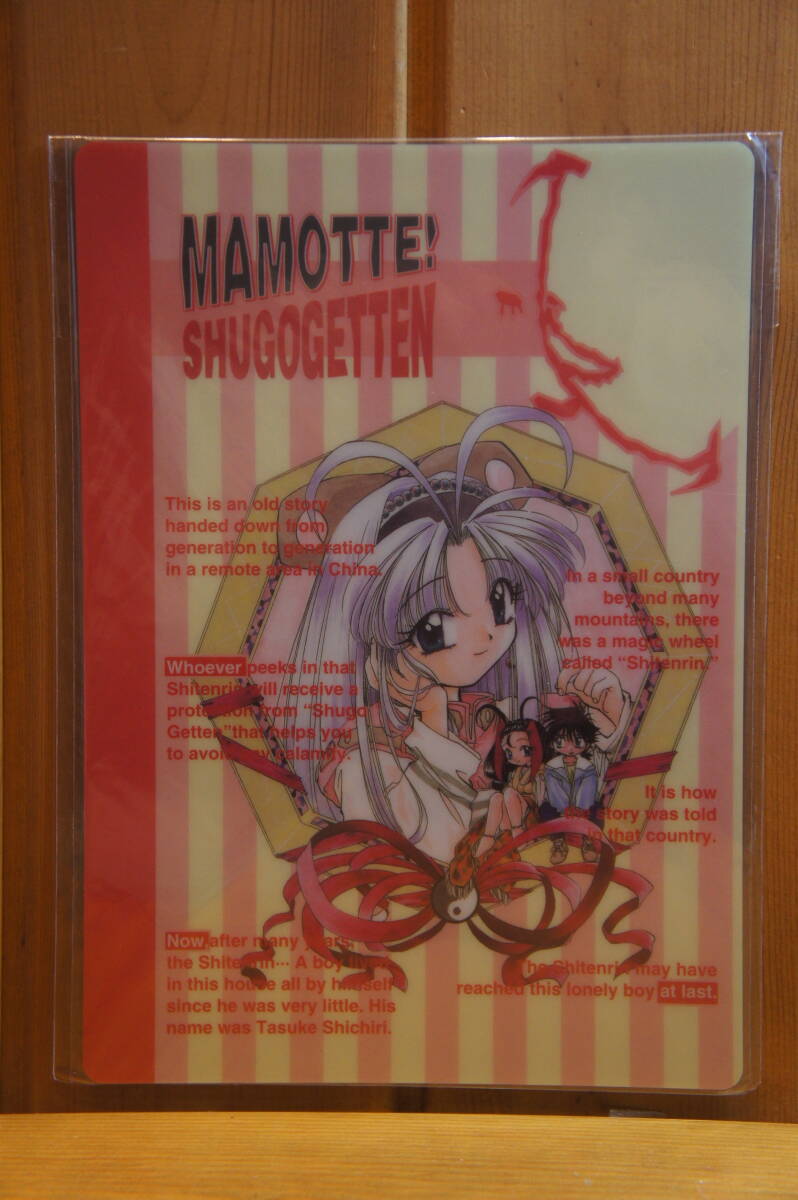 MAMOTTE!
SHUGOGETTEN
This is an old story
handed down from
generation to generation
in a remote area in China.
In a small country
beyond many
mountains, there
was a magic wheel
called "Shitenrin."
Whoever peeks in that
Shitenrin will receive a
protection from "Shugo
Getten" that helps you
to avoid any calamity.
It is how
the story was told
in that country.
Now, after many years,
the Shitenrin··· A boy lived
in this house all by himself
since he was very little. His
name was Tasuke Shichiri.
The Shitenrin may have
reached this lonely boy at last.